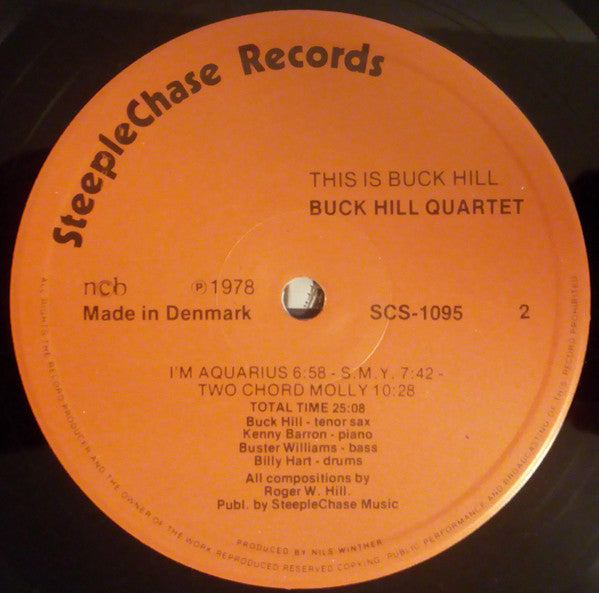 SteepleChase Records
THIS IS BUCK HILL
BUCK HILL QUARTET
ncb
℗ 1978
Made in Denmark
SCS-1095
2
I'M AQUARIUS 6:58 - S.M.Y. 7:42 -
TWO CHORD MOLLY 10:28
TOTAL TIME 25:08
Buck Hill - tenor sax
Kenny Barron - piano
Buster Williams - bass
Billy Hart - drums
All compositions by
Roger W. Hill.
Publ. by SteepleChase Music
PRODUCED BY NILS WINTHER
ALL RIGHTS THE RECORD PRODUCER AND THE OWNER OF THE WORK REPRODUCED RESERVED COPYING, PUBLIC PERFORMANCE AND BROADCASTING OF THIS RECORD PROHIBITED